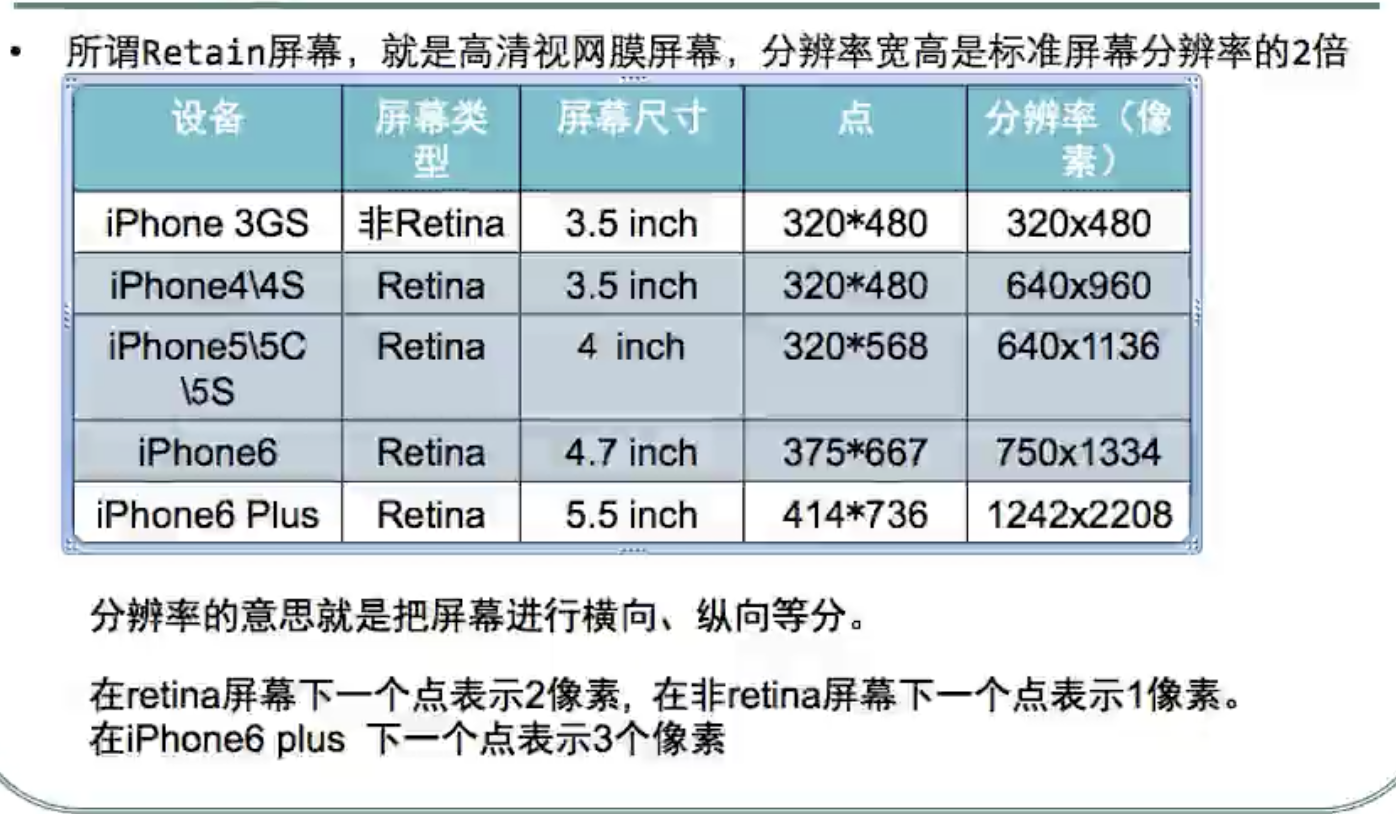 • 所谓Retain屏幕，就是高清视网膜屏幕，分辨率宽高是标准屏幕分辨率的2倍
设备 屏幕类型 屏幕尺寸 点 分辨率（像素）
iPhone 3GS 非Retina 3.5 inch 320*480 320x480
iPhone4\4S Retina 3.5 inch 320*480 640x960
iPhone5\5C\5S Retina 4 inch 320*568 640x1136
iPhone6 Retina 4.7 inch 375*667 750x1334
iPhone6 Plus Retina 5.5 inch 414*736 1242x2208
分辨率的意思就是把屏幕进行横向、纵向等分。
在retina屏幕下一个点表示2像素, 在非retina屏幕下一个点表示1像素。
在iPhone6 plus 下一个点表示3个像素